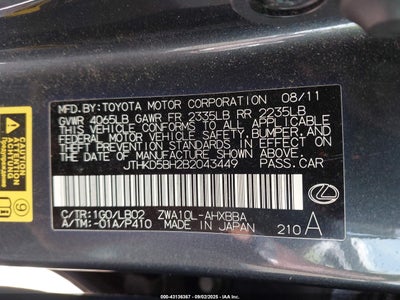 MFD.BY:TOYOTA MOTOR CORPORATION 08/11
GVWR 4065LB GAWR FR 2335LB RR 2235LB
THIS VEHICLE CONFORMS TO ALL APPLICABLE
FEDERAL MOTOR VEHICLE SAFETY, BUMPER, AND
THEFT PREVENTION STANDARDS IN EFFECT ON
THE DATE OF MANUFACTURE SHOWN ABOVE.
JTHKD5BH2B2043449 PASS.CAR
C/TR:1G0/LB02 ZWA10L-AHXBBA
A/TM:-01A/P410 MADE IN JAPAN 210 A
000-43136367 - 09/02/2025 -